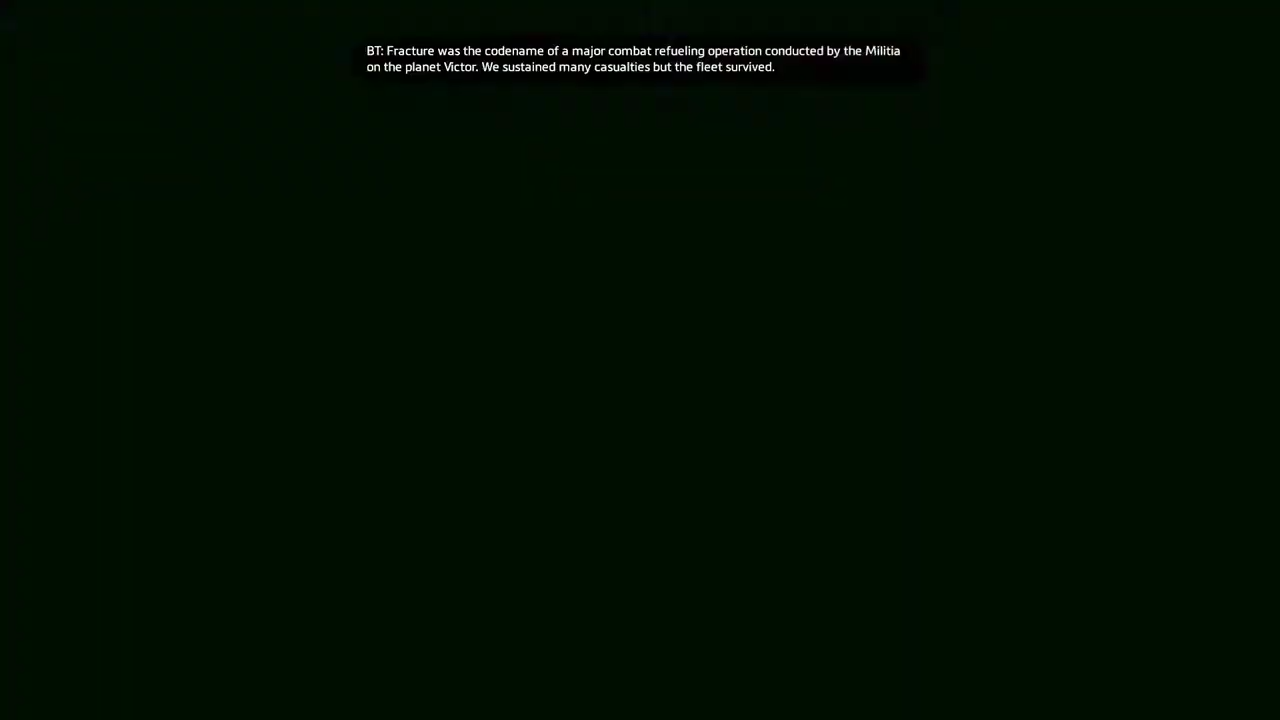 BT: Fracture was the codename of a major combat refueling operation conducted by the Militia
on the planet Victor. We sustained many casualties but the fleet survived.